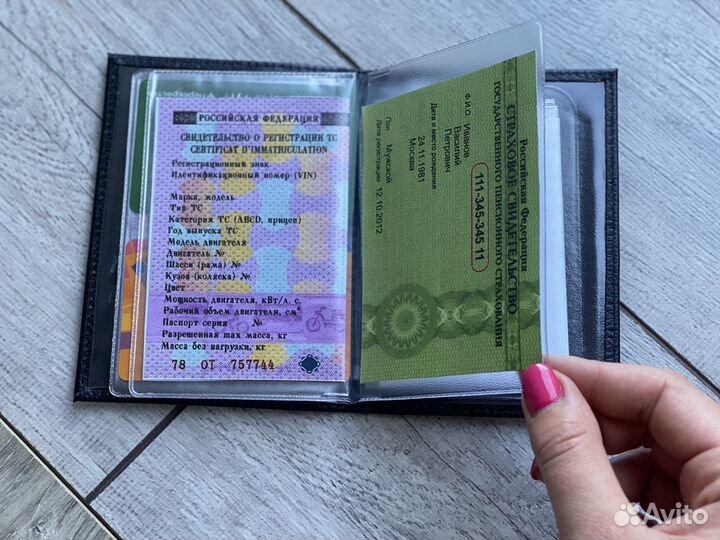 РОССИЙСКАЯ ФЕДЕРАЦИЯ
СВИДЕТЕЛЬСТВО О РЕГИСТРАЦИИ ТС
CERTIFICAT D'IMMATRICULATION
Регистрационный знак
Идентификационный номер (VIN)
Марка, модель
Тип ТС
Категория ТС (ABCD, прицеп)
Год выпуска ТС
Модель двигателя
Двигатель №
Шасси (рама) №
Кузов (коляска) №
Цвет
Мощность двигателя, кВт/л. с.
Рабочий объем двигателя, см³
Паспорт серия №
Разрешенная max масса, кг
Масса без нагрузки, кг
78 ОТ 757744
Российская Федерация
СТРАХОВОЕ СВИДЕТЕЛЬСТВО
ГОСУДАРСТВЕННОГО ПЕНСИОННОГО СТРАХОВАНИЯ
111-345-345 11
Ф.И.О. Иванов
Василий
Петрович
Дата и место рождения
24.11.1981
Москва
Пол Мужской
Дата регистрации 12.10.2012
Avito